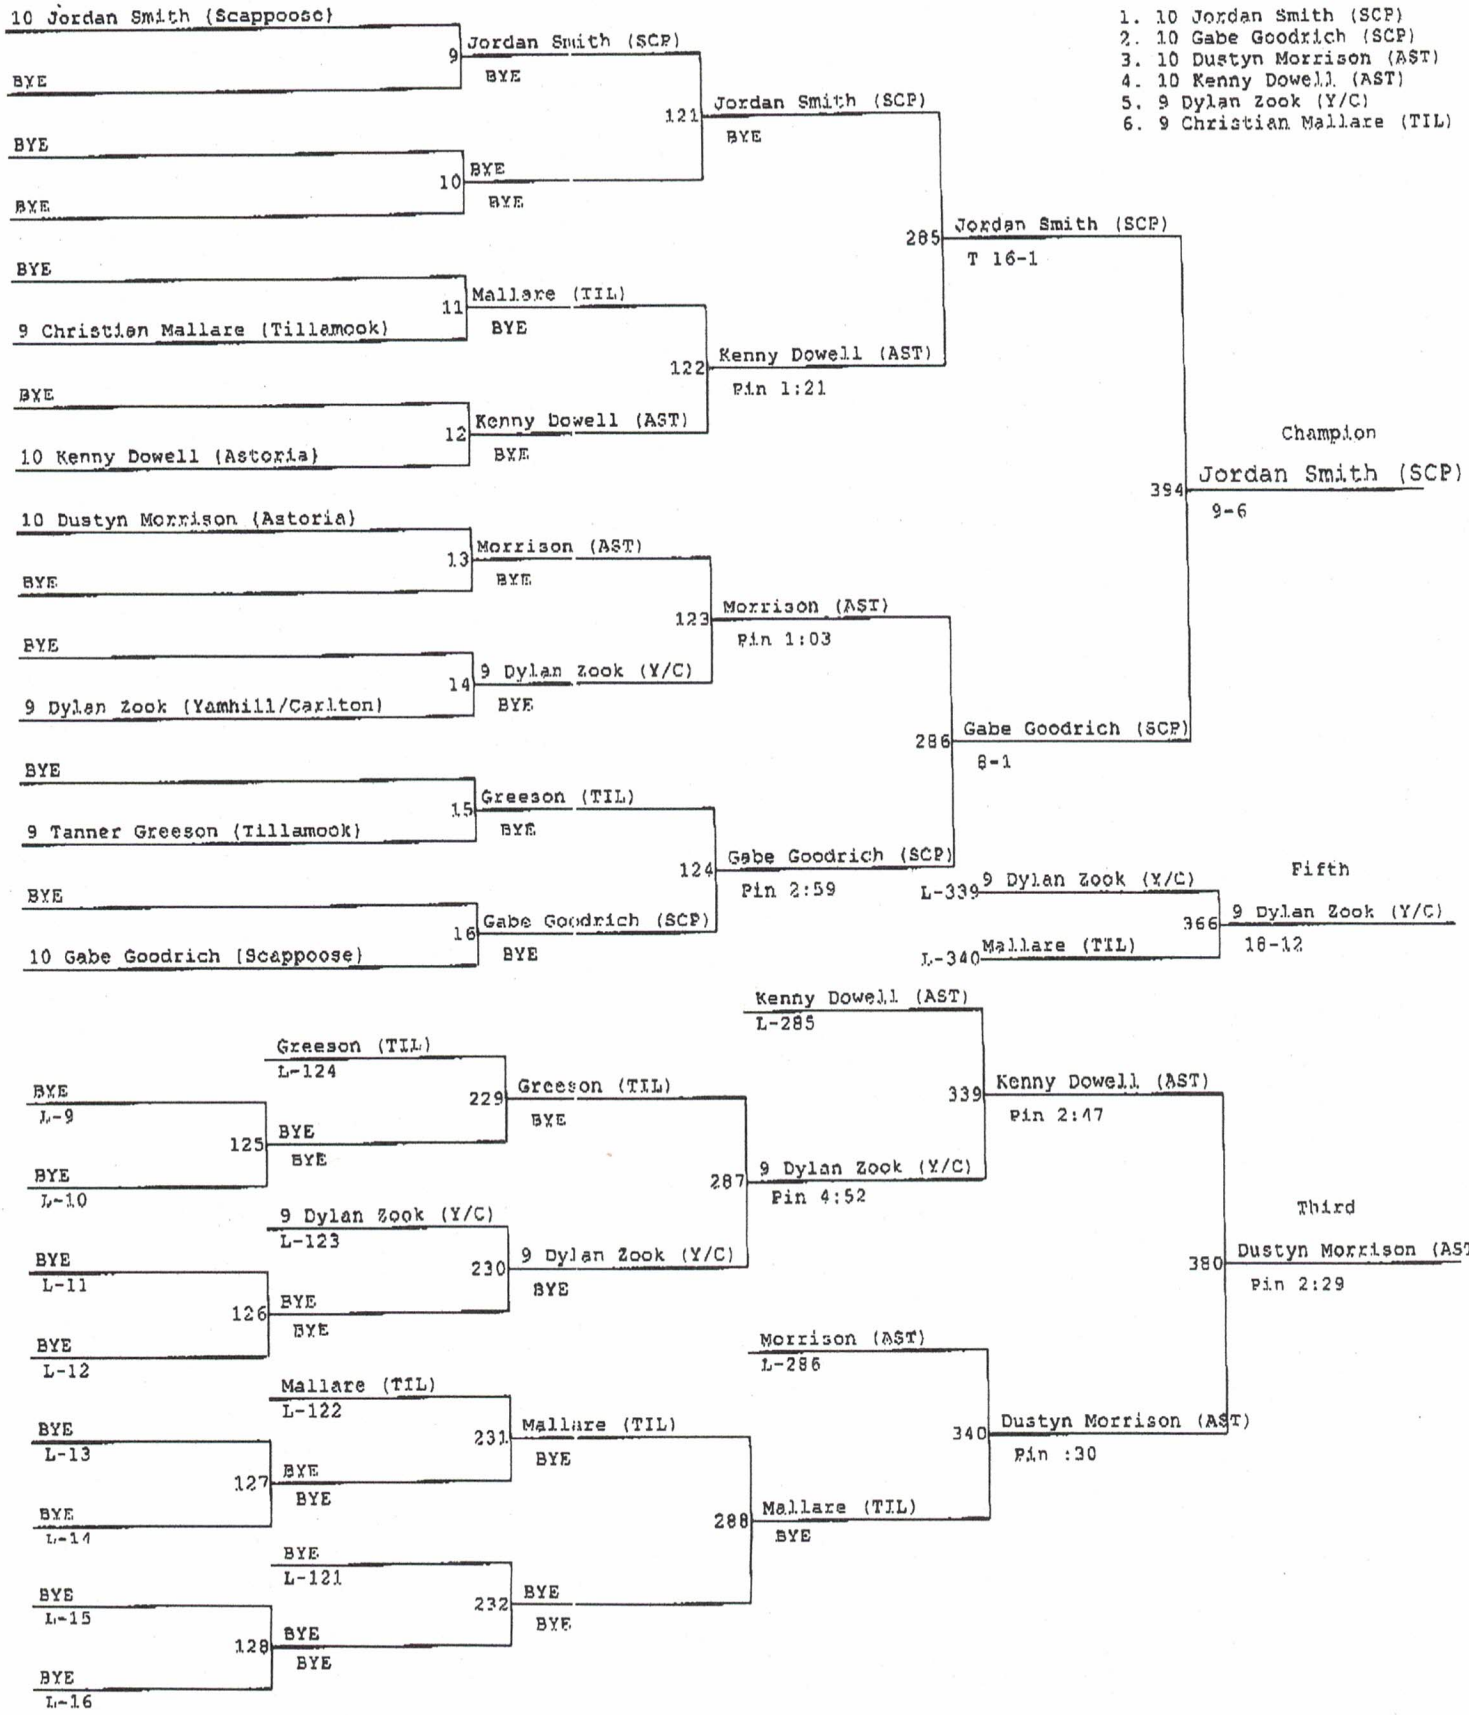 10 Jordan Smith (Scappoose)
BYE
9
Jordan Smith (SCP)
BYE
BYE
BYE
10
BYE
BYE
121
Jordan Smith (SCP)
BYE
BYE
9 Christian Mallare (Tillamook)
11
Mallare (TIL)
BYE
BYE
10 Kenny Dowell (Astoria)
12
Kenny Dowell (AST)
BYE
122
Kenny Dowell (AST)
Pin 1:21
285
Jordan Smith (SCP)
T 16-1
10 Dustyn Morrison (Astoria)
BYE
13
Morrison (AST)
BYE
BYE
9 Dylan Zook (Yamhill/Carlton)
14
9 Dylan Zook (Y/C)
BYE
123
Morrison (AST)
Pin 1:03
BYE
9 Tanner Greeson (Tillamook)
15
Greeson (TIL)
BYE
BYE
10 Gabe Goodrich (Scappoose)
16
Gabe Goodrich (SCP)
BYE
124
Gabe Goodrich (SCP)
Pin 2:59
286
Gabe Goodrich (SCP)
8-1
394
Champion
Jordan Smith (SCP)
9-6
1. 10 Jordan Smith (SCP)
2. 10 Gabe Goodrich (SCP)
3. 10 Dustyn Morrison (AST)
4. 10 Kenny Dowell (AST)
5. 9 Dylan Zook (Y/C)
6. 9 Christian Mallare (TIL)
L-339
9 Dylan Zook (Y/C)
L-340
Mallare (TIL)
366
Fifth
9 Dylan Zook (Y/C)
18-12
BYE
L-9
BYE
L-10
125
BYE
BYE
Greeson (TIL)
L-124
229
Greeson (TIL)
BYE
BYE
L-11
BYE
L-12
126
BYE
BYE
9 Dylan Zook (Y/C)
L-123
230
9 Dylan Zook (Y/C)
BYE
287
9 Dylan Zook (Y/C)
Pin 4:52
Kenny Dowell (AST)
L-285
339
Kenny Dowell (AST)
Pin 2:47
BYE
L-13
BYE
L-14
127
BYE
BYE
Mallare (TIL)
L-122
231
Mallare (TIL)
BYE
BYE
L-15
BYE
L-16
128
BYE
BYE
BYE
L-121
232
BYE
BYE
288
Mallare (TIL)
BYE
Morrison (AST)
L-286
340
Dustyn Morrison (AST)
Pin :30
380
Third
Dustyn Morrison (AST
Pin 2:29